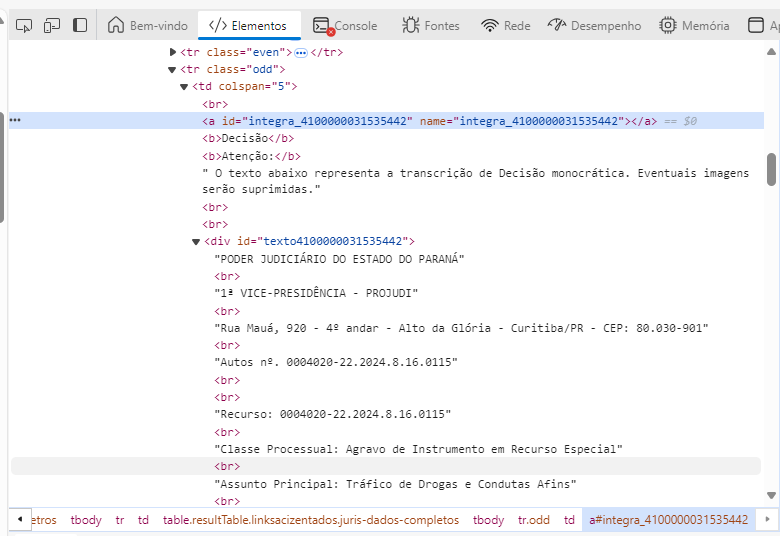 Bem-vindo </> Elementos Console Fontes Rede Desempenho Memória Ap
<tr class="even"> ••• </tr>
<tr class="odd">
<td colspan="5">
<br>
••• <a id="integra_4100000031535442" name="integra_4100000031535442"></a> == $0
<b>Decisão</b>
<b>Atenção:</b>
" O texto abaixo representa a transcrição de Decisão monocrática. Eventuais imagens
serão suprimidas."
<br>
<br>
<div id="texto4100000031535442">
"PODER JUDICIÁRIO DO ESTADO DO PARANÁ"
<br>
"1ª VICE-PRESIDÊNCIA - PROJUDI"
<br>
"Rua Mauá, 920 - 4º andar - Alto da Glória - Curitiba/PR - CEP: 80.030-901"
<br>
"Autos nº. 0004020-22.2024.8.16.0115"
<br>
<br>
"Recurso: 0004020-22.2024.8.16.0115"
<br>
"Classe Processual: Agravo de Instrumento em Recurso Especial"
<br>
"Assunto Principal: Tráfico de Drogas e Condutas Afins"
<br>
etros tbody tr td table.resultTable.linksacizentados.juris-dados-completos tbody tr.odd td a#integra_4100000031535442